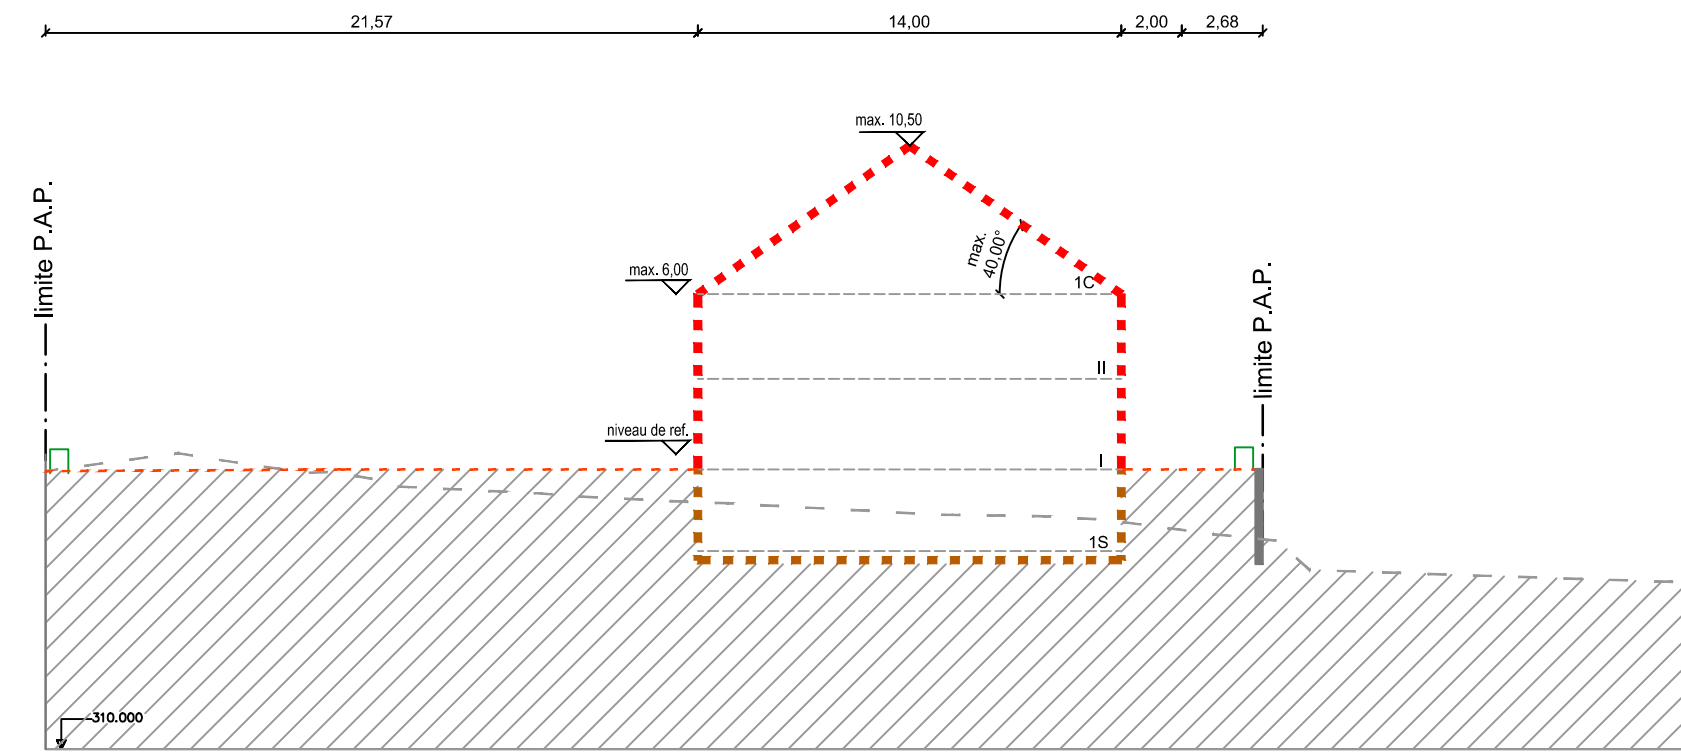 21,57
14,00
2,00
2,68
max. 10,50
limite P.A.P.
max.
40,00°
max. 6,00
1C
limite P.A.P.
II
niveau de ref.
I
1S
310.000